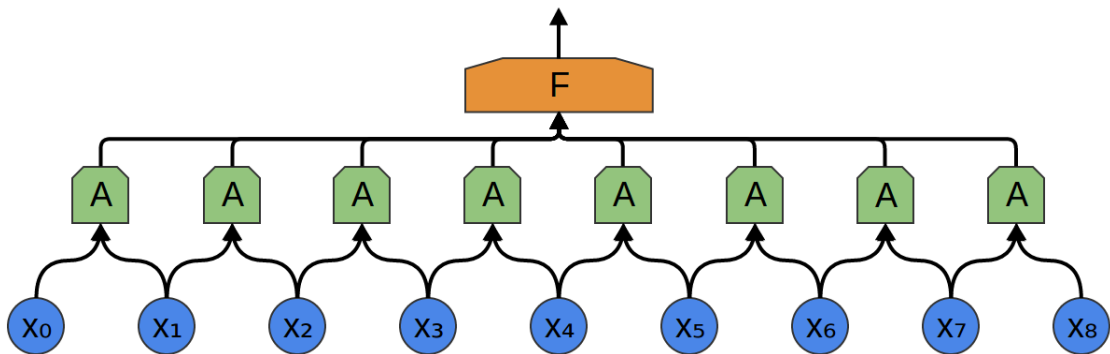 F
A A A A A A A A
x₀ x₁ x₂ x₃ x₄ x₅ x₆ x₇ x₈